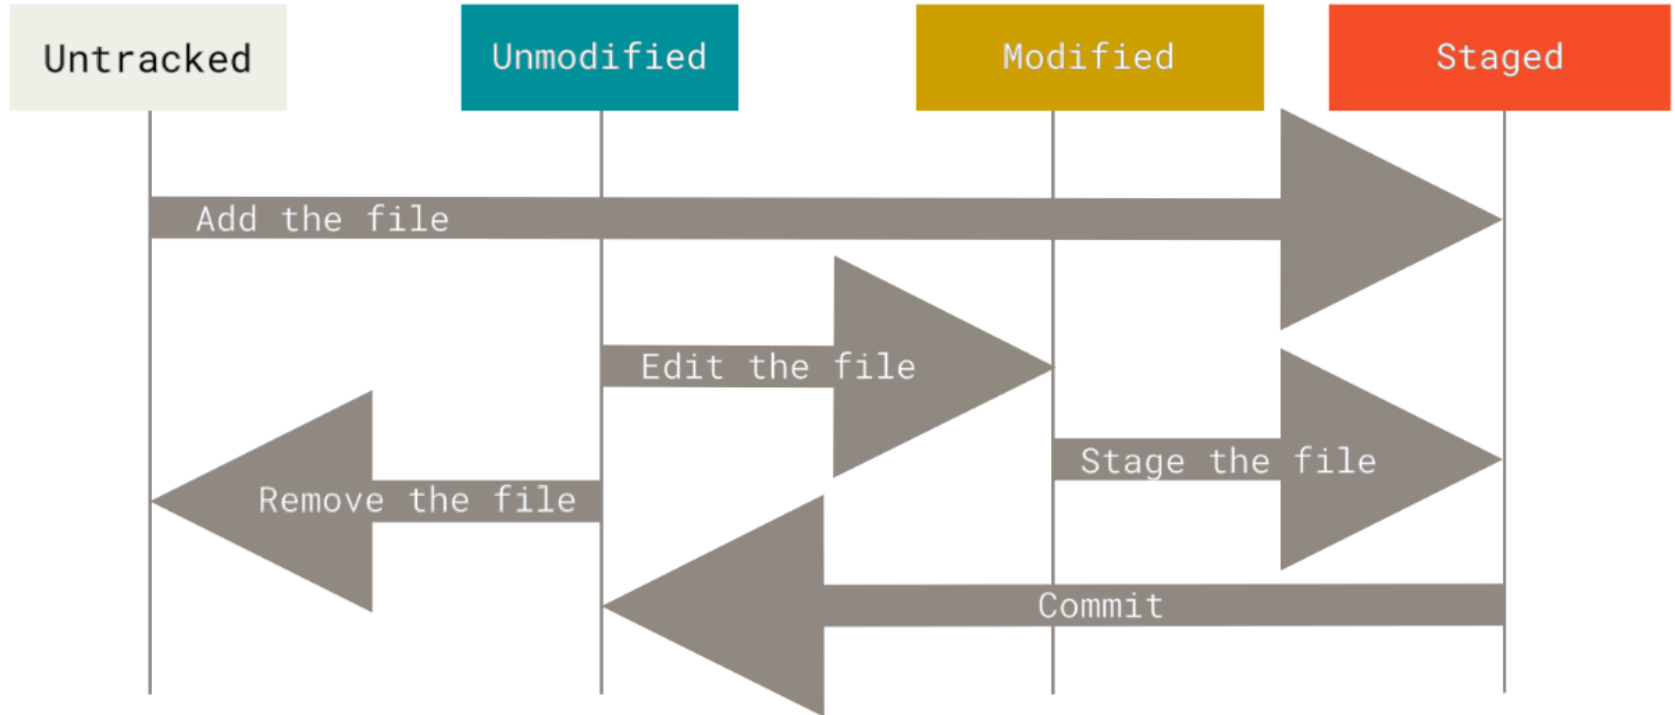 Untracked
Unmodified
Modified
Staged
Add the file
Edit the file
Stage the file
Remove the file
Commit